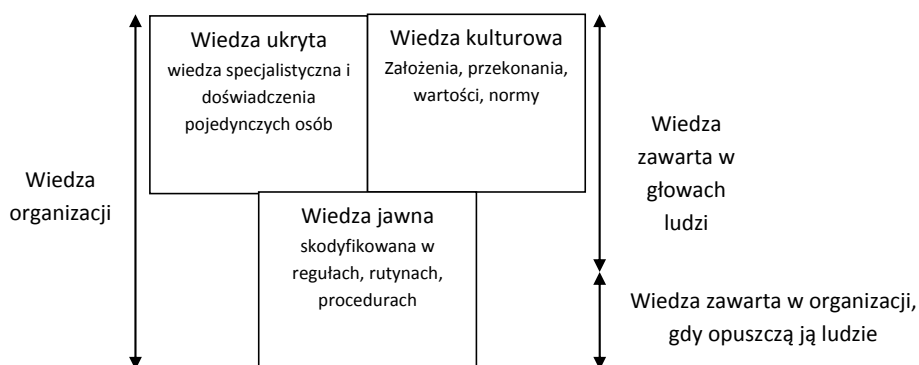 Wiedza ukryta
wiedza specjalistyczna i
doświadczenia
pojedynczych osób
Wiedza kulturowa
Założenia, przekonania,
wartości, normy
Wiedza
organizacji
Wiedza
zawarta w
głowach
ludzi
Wiedza jawna
skodyfikowana w
regułach, rutynach,
procedurach
Wiedza zawarta w organizacji,
gdy opuszczą ją ludzie